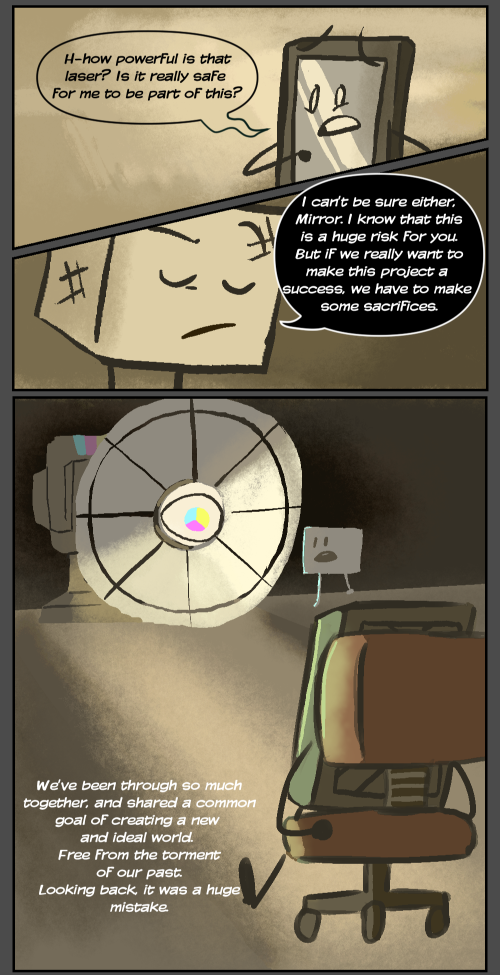 H-how powerful is that
laser? Is it really safe
for me to be part of this?
I can't be sure either,
Mirror. I know that this
is a huge risk for you.
But if we really want to
make this project a
success, we have to make
some sacrifices.
We've been through so much
together, and shared a common
goal of creating a new
and ideal world.
Free from the torment
of our past.
Looking back, it was a huge
mistake.